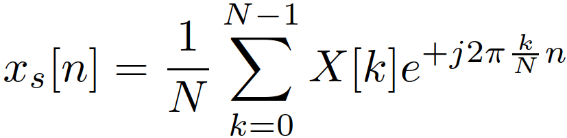 x_s[n] = \frac{1}{N} \sum_{k=0}^{N-1} X[k] e^{+j2\pi \frac{k}{N} n}